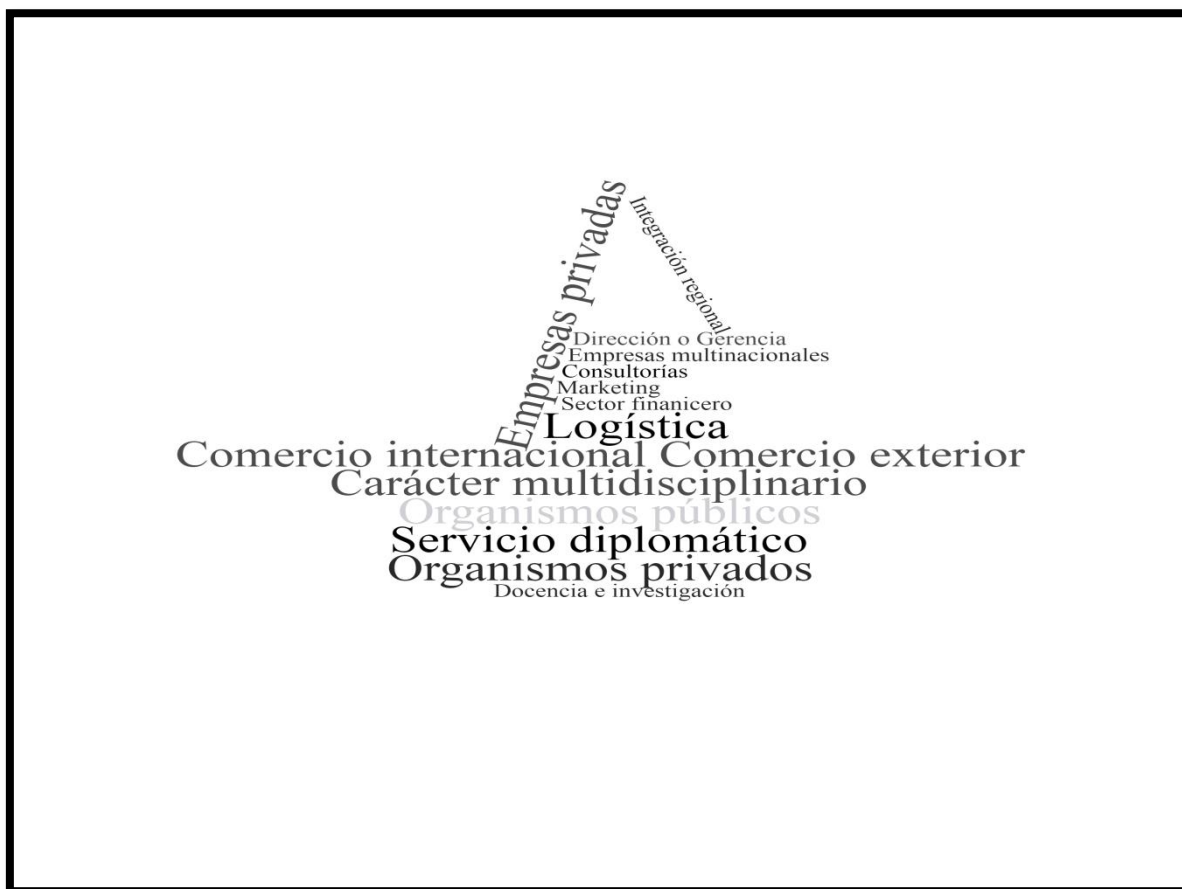 Empresas privadas
Integración regional
Dirección o Gerencia
Empresas multinacionales
Consultorías
Marketing
Sector finanicero
Logística
Comercio internacional Comercio exterior
Carácter multidisciplinario
Organismos públicos
Servicio diplomático
Organismos privados
Docencia e investigación